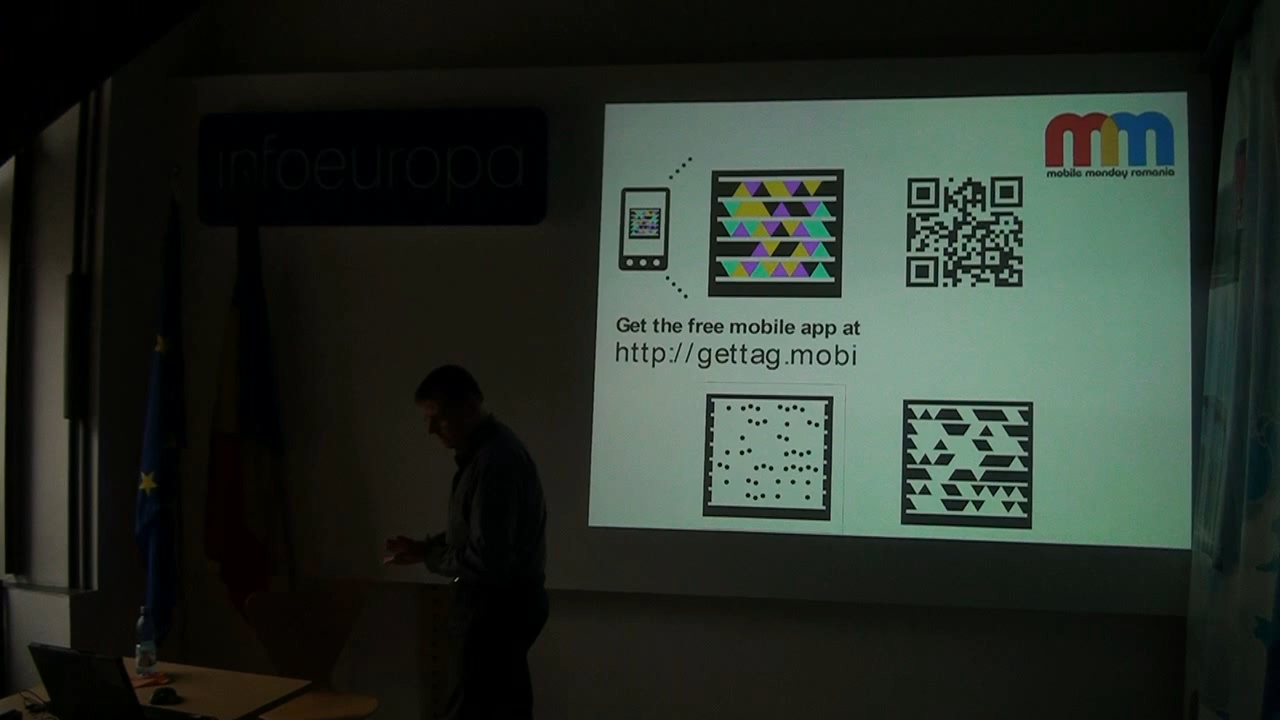 infoeuropa
mm
mobile monday romania
Get the free mobile app at
http://gettag.mobi